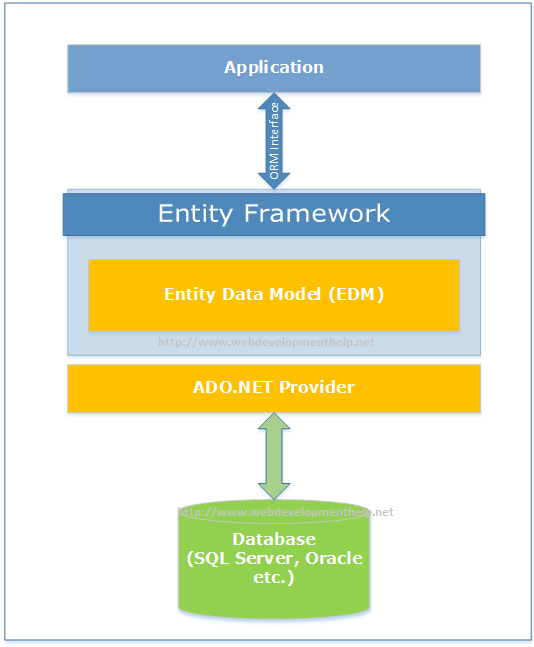 Application
ORM Interface
Entity Framework
Entity Data Model (EDM)
http://www.webdevelopmenthelp.net
ADO.NET Provider
http://www.webdevelopmenthelp.net
Database
(SQL Server, Oracle
etc.)